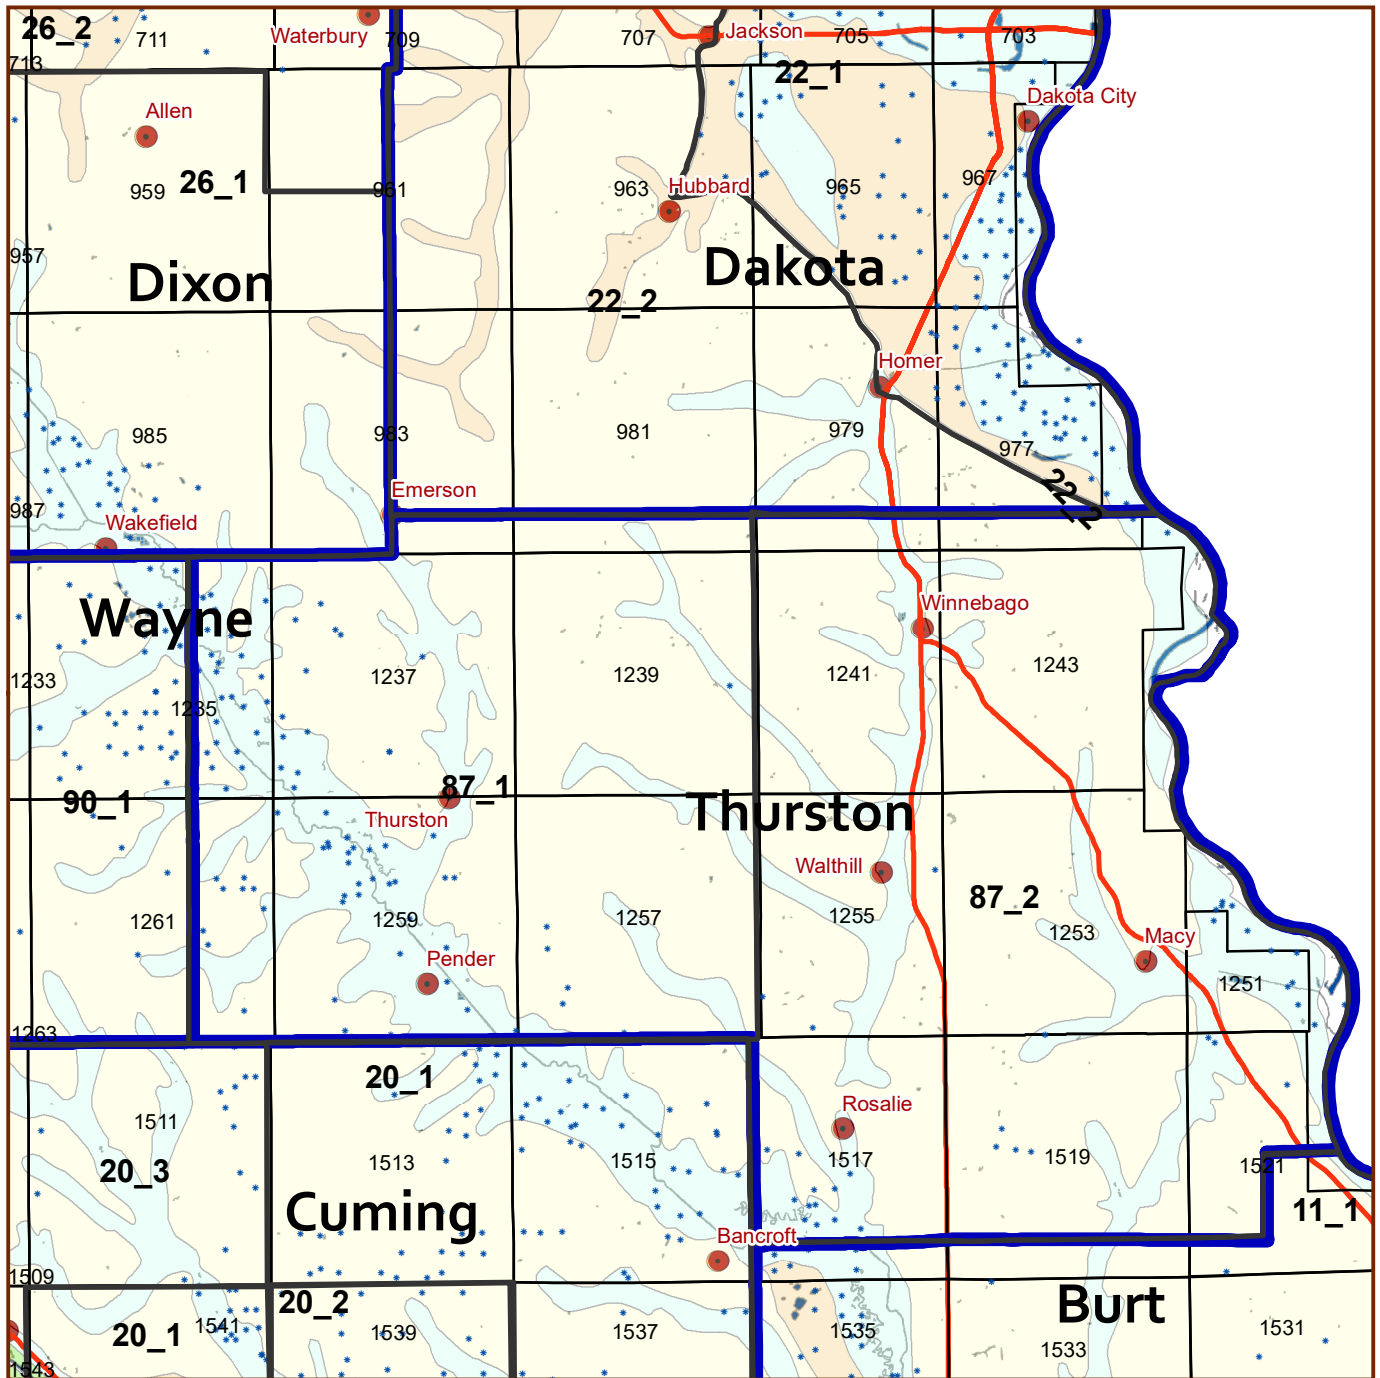 26_2
711
Waterbury
709
707
Jackson
705
703
713
22_1
Allen
Dakota City
959
26_1
961
963
Hubbard
965
967
957
Dixon
Dakota
22_2
Homer
985
983
981
979
977
Emerson
22_2
987
Wakefield
Wayne
Winnebago
1233
1237
1239
1241
1243
1235
90_1
87_1
Thurston
Thurston
Walthill
87_2
1261
1259
1257
1255
1253
Macy
Pender
1251
1263
20_1
1511
Rosalie
20_3
1513
1515
1517
1519
1521
Cuming
11_1
Bancroft
1509
20_2
Burt
20_1
1541
1539
1537
1535
1533
1531
1543